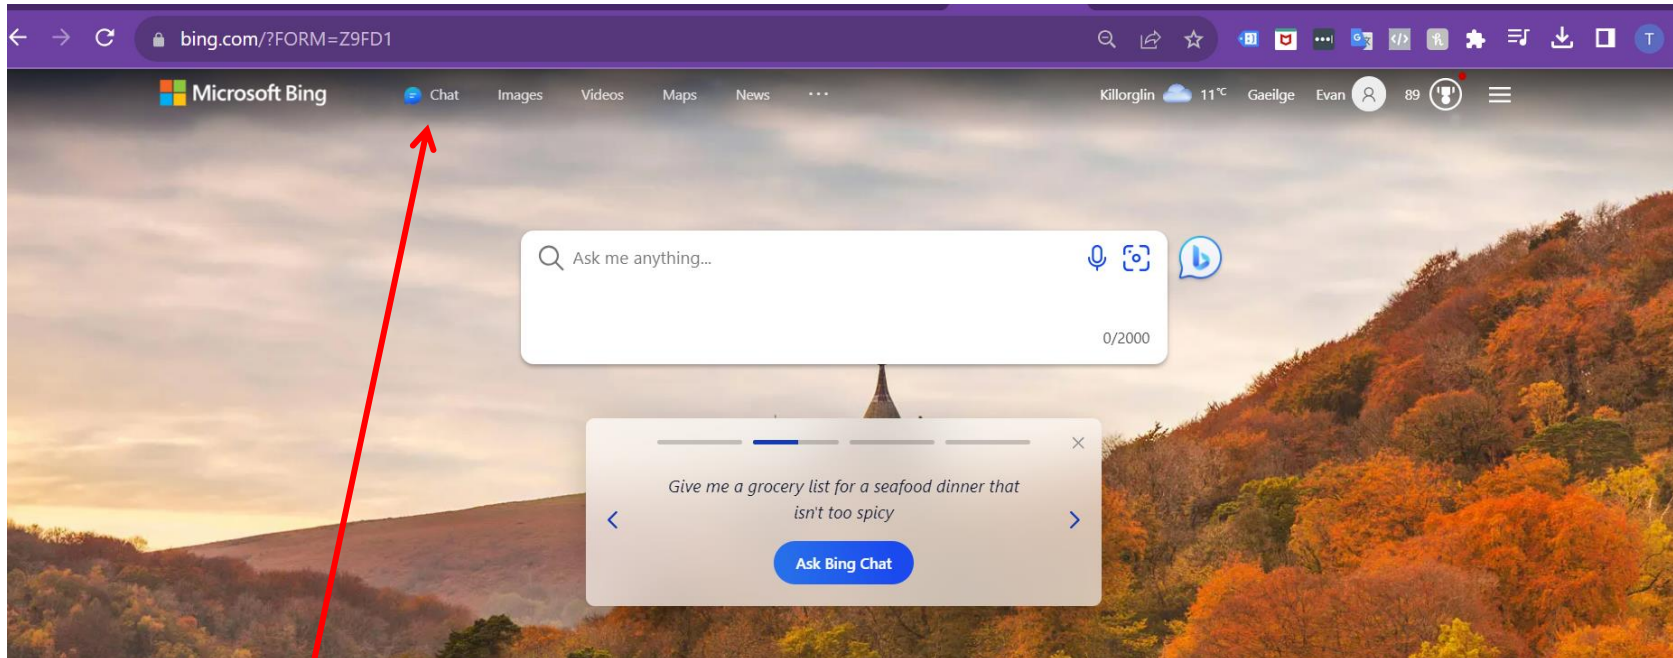 bing.com/?FORM=Z9FD1
T
Microsoft Bing
Chat
Images
Videos
Maps
News
Killorglin
11°C
Gaeilge
Evan
89
Ask me anything...
0/2000
Give me a grocery list for a seafood dinner that
isn't too spicy
Ask Bing Chat